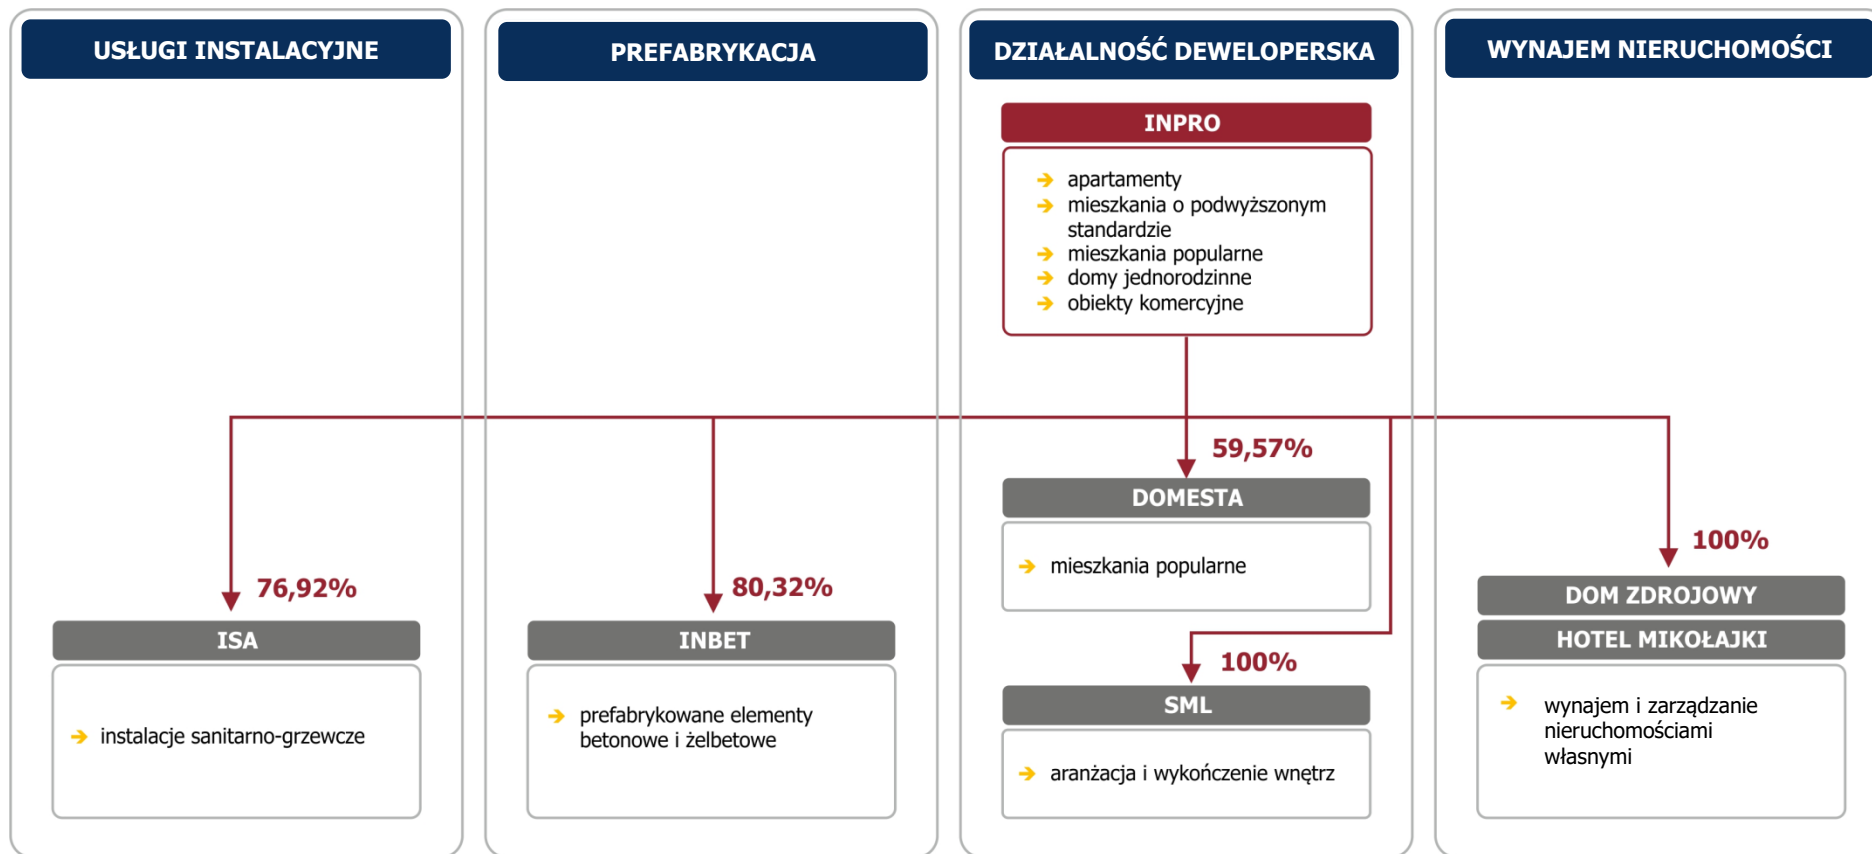 USŁUGI INSTALACYJNE
76,92%
ISA
instalacje sanitarno-grzewcze
PREFABRYKACJA
80,32%
INBET
prefabrykowane elementy
betonowe i żelbetowe
DZIAŁALNOŚĆ DEWELOPERSKA
INPRO
apartamenty
mieszkania o podwyższonym
standardzie
mieszkania popularne
domy jednorodzinne
obiekty komercyjne
59,57%
DOMESTA
mieszkania popularne
100%
SML
aranżacja i wykończenie wnętrz
WYNAJEM NIERUCHOMOŚCI
100%
DOM ZDROJOWY
HOTEL MIKOŁAJKI
wynajem i zarządzanie
nieruchomościami
własnymi